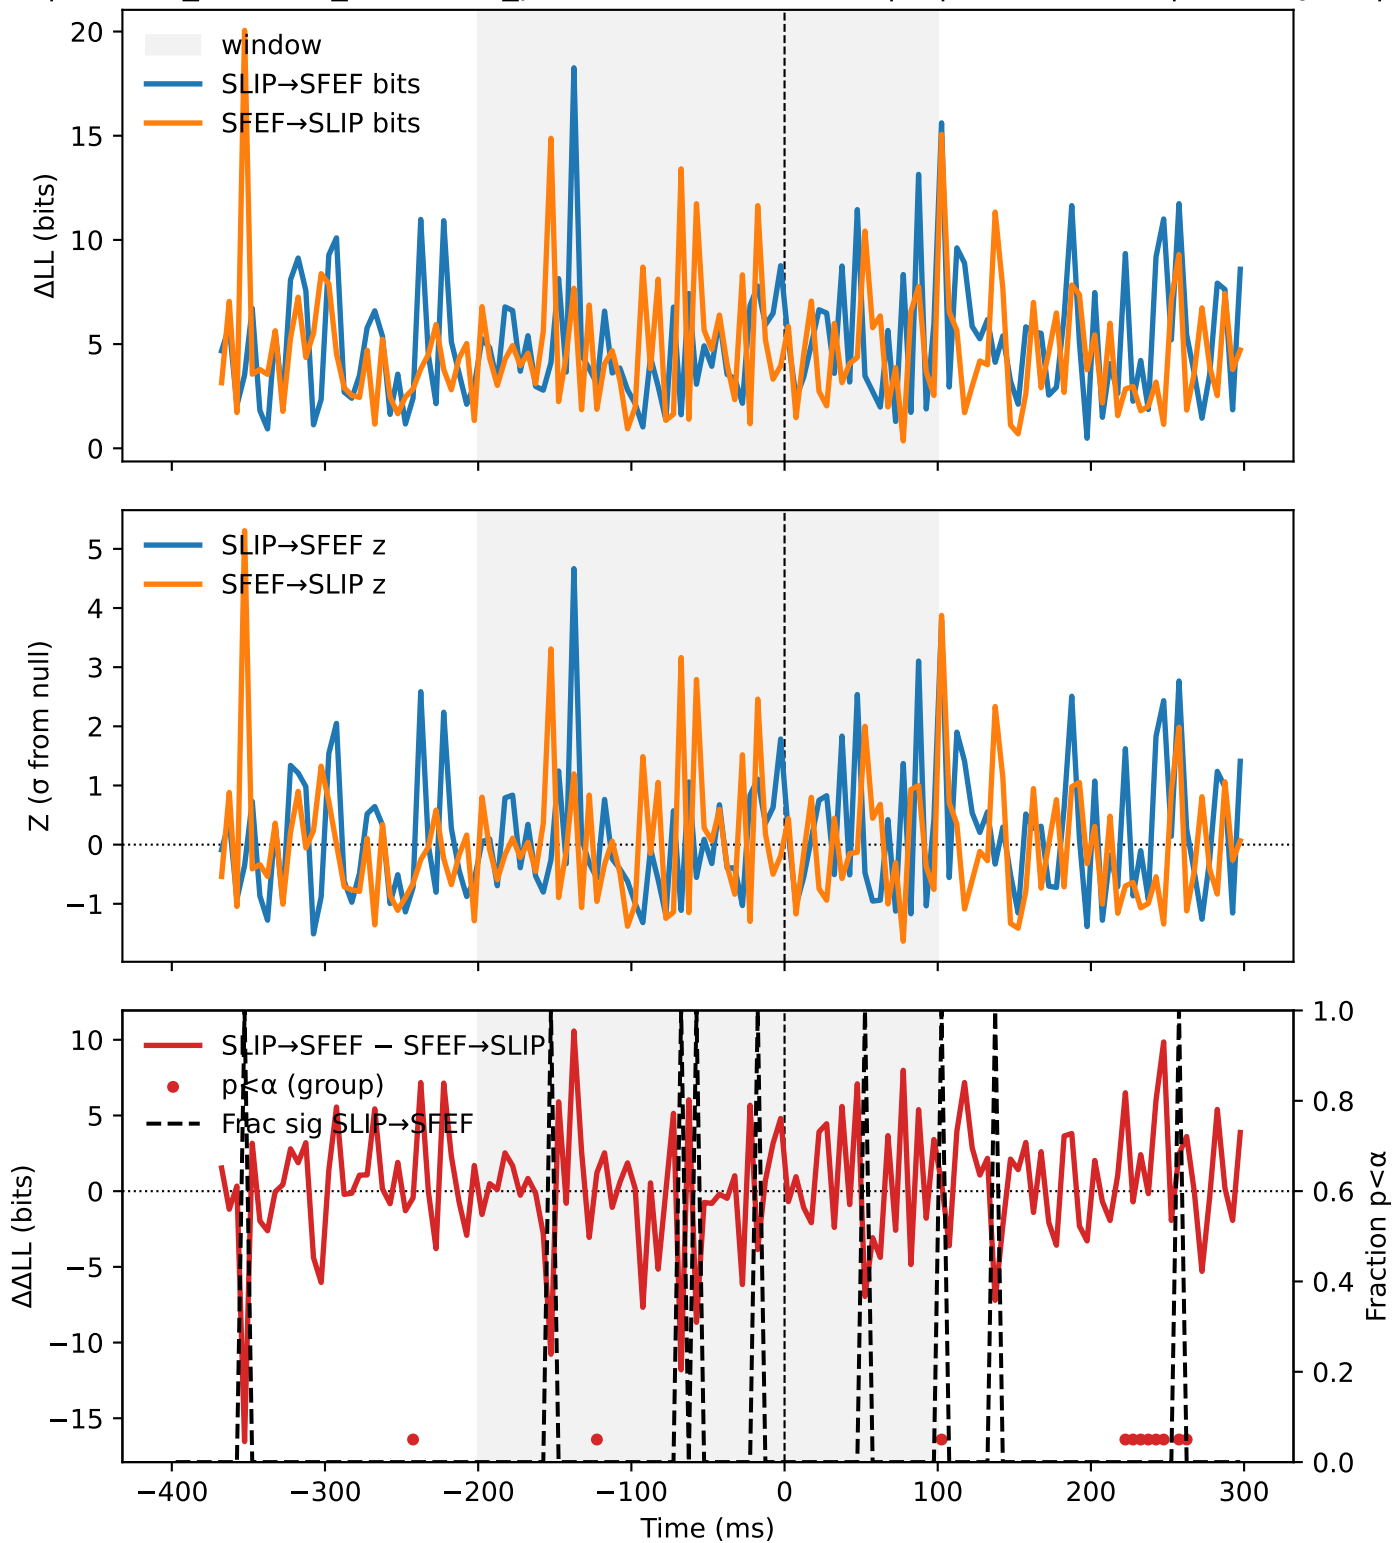 window
SLIP→SFEF bits
SFEF→SLIP bits
ΔLL (bits)
20
15
10
5
0
SLIP→SFEF z
SFEF→SLIP z
Z (σ from null)
5
4
3
2
1
0
−1
SLIP→SFEF − SFEF→SLIP
p<α (group)
Frac sig SLIP→SFEF
ΔΔLL (bits)
10
5
0
−5
−10
−15
1.0
0.8
0.6
0.4
0.2
0.0
Fraction p<α
−400
−300
−200
−100
0
100
200
300
Time (ms)